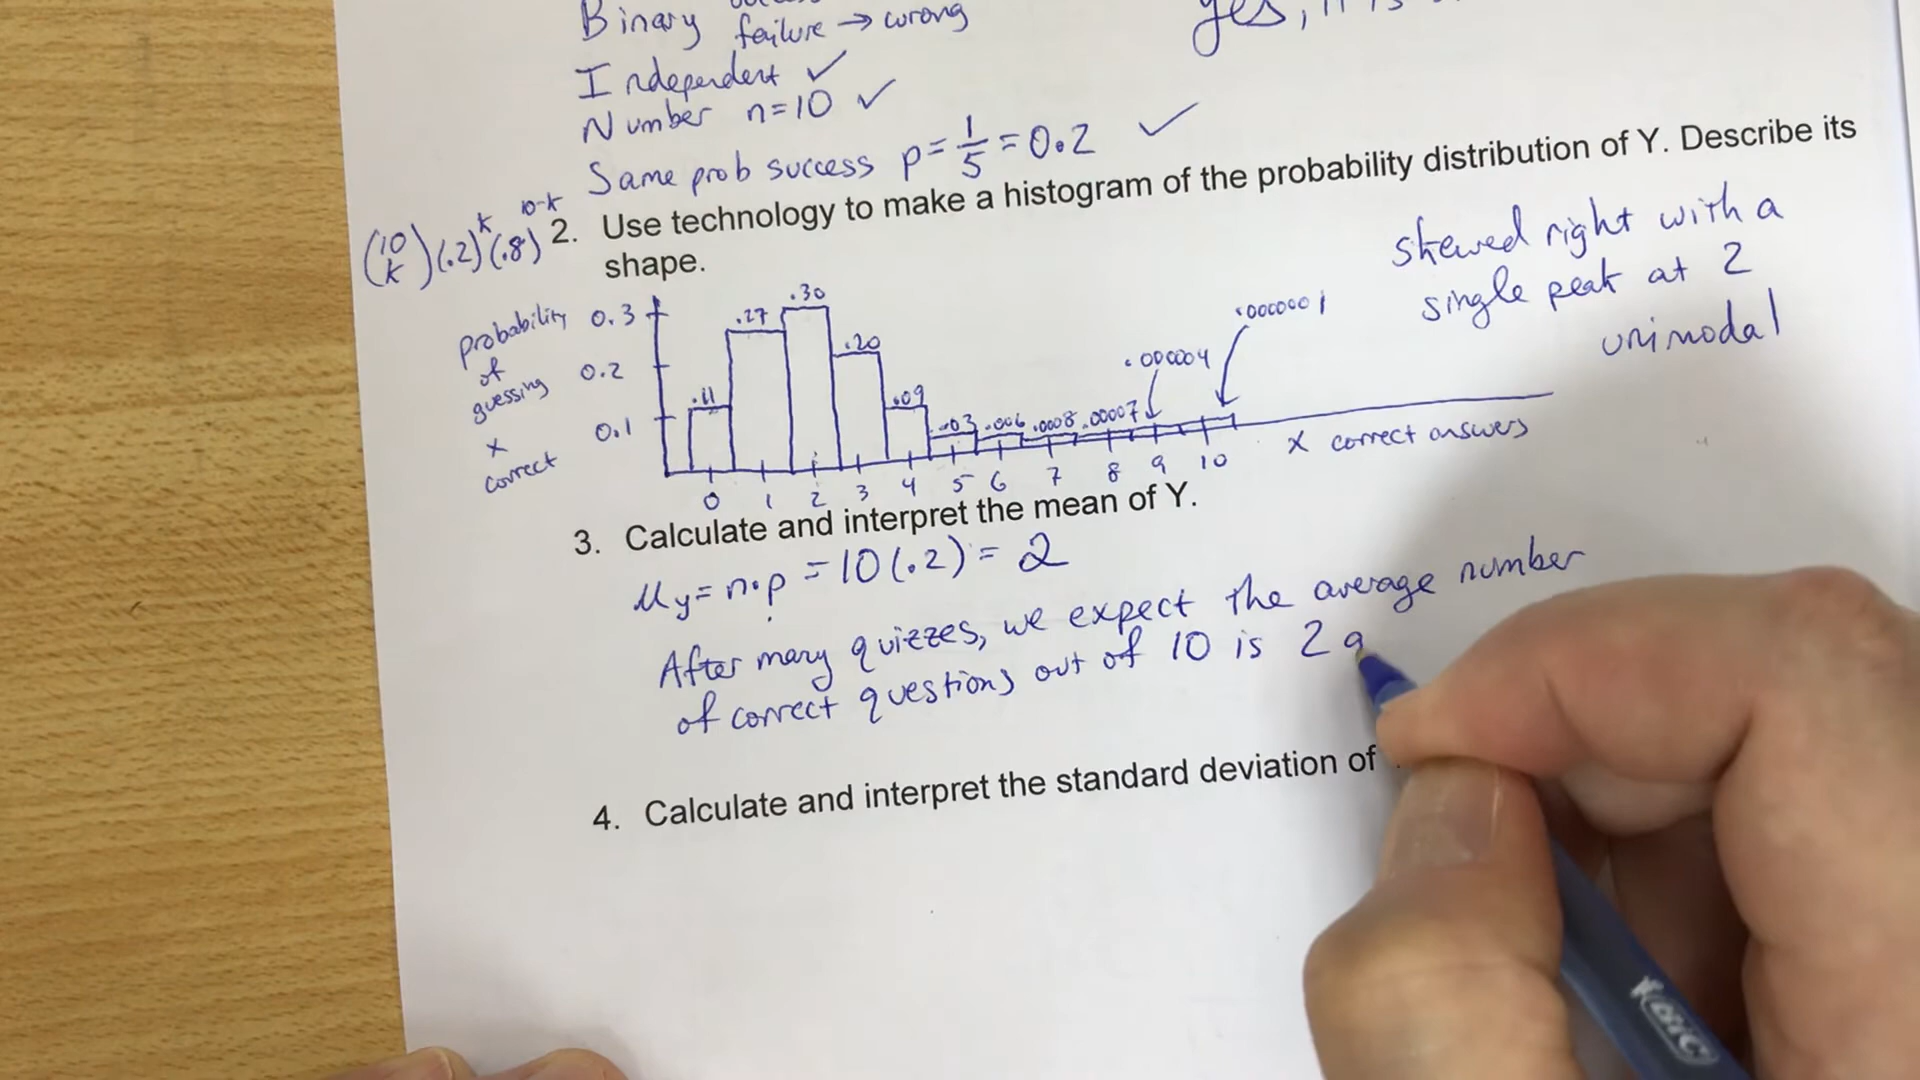 Binary
failure → wrong
yes, it is
Independent ✓
Number n=10 ✓
Same prob success p = 1/5 = 0.2 ✓
(10 k)(.2)^k(.8)^10-k
2. Use technology to make a histogram of the probability distribution of Y. Describe its
shape.
skewed right with a
single peak at 2
unimodal
probability
of
guessing
x
correct
0.3
0.2
0.1
.11 .27 .30 .20 .09 .03 .006 .0008 .00007 .000004 .0000001
0 1 2 3 4 5 6 7 8 9 10
x correct answers
3. Calculate and interpret the mean of Y.
μy = n·p = 10(.2) = 2
After many quizzes, we expect the average number
of correct questions out of 10 is 2
4. Calculate and interpret the standard deviation of
BIC